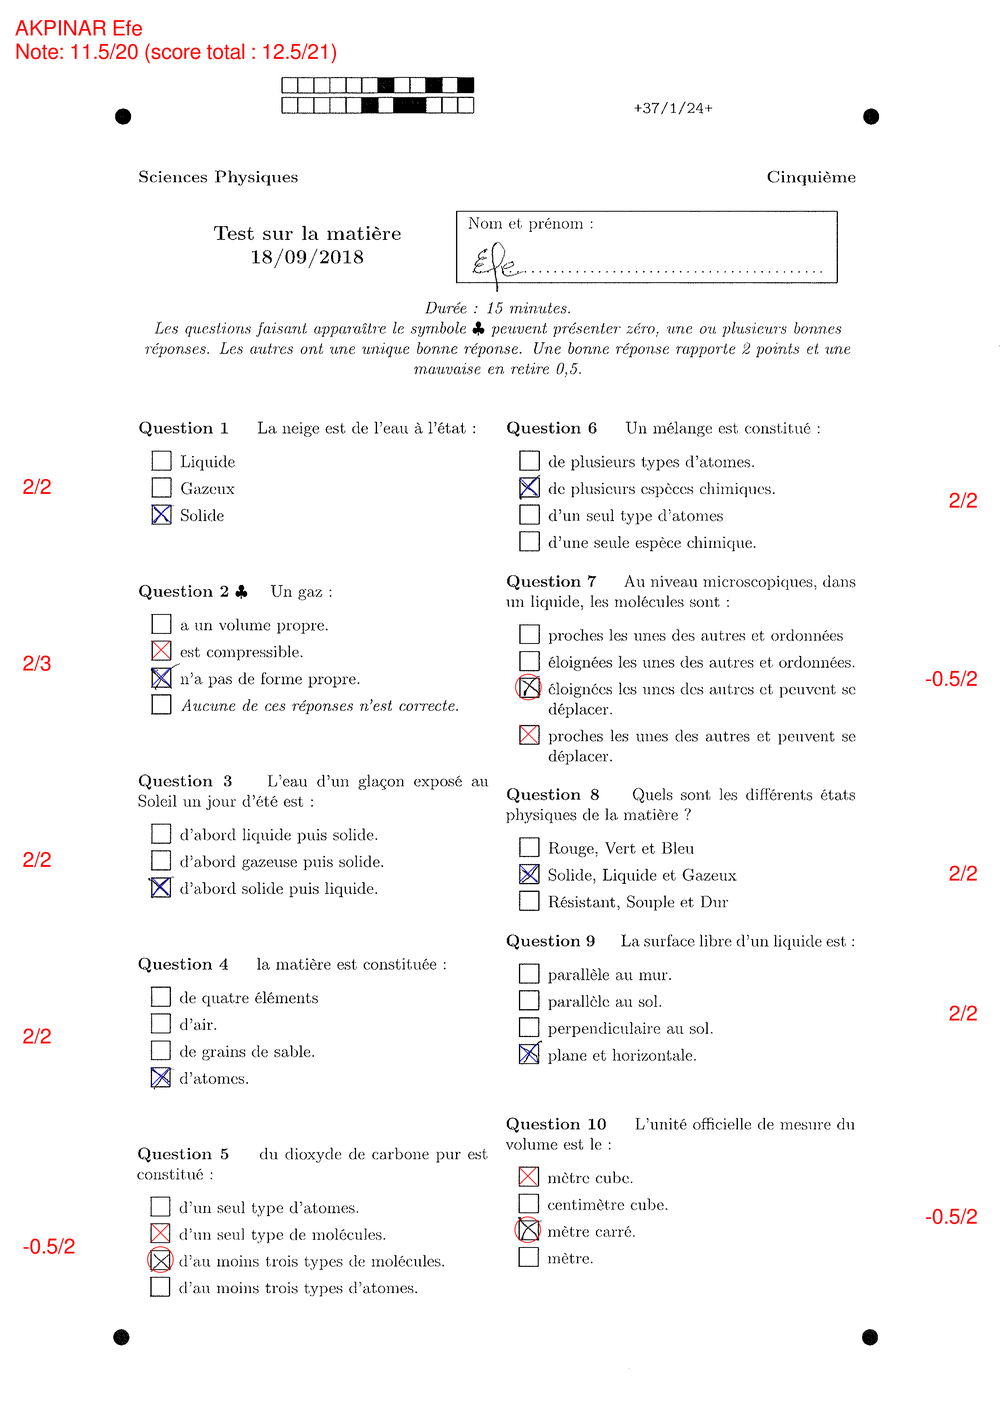 AKPINAR Efe
Note: 11.5/20 (score total : 12.5/21)
+37/1/24+
Sciences Physiques
Cinquième
Test sur la matière
18/09/2018
Nom et prénom :
Efe
Durée : 15 minutes.
Les questions faisant apparaître le symbole ♣ peuvent présenter zéro, une ou plusieurs bonnes
réponses. Les autres ont une unique bonne réponse. Une bonne réponse rapporte 2 points et une
mauvaise en retire 0,5.
Question 1 La neige est de l'eau à l'état :
Liquide
2/2
Gazeux
Solide
Question 2 ♣ Un gaz :
a un volume propre.
est compressible.
2/3
n'a pas de forme propre.
Aucune de ces réponses n'est correcte.
Question 3 L'eau d'un glaçon exposé au
Soleil un jour d'été est :
d'abord liquide puis solide.
2/2
d'abord gazeuse puis solide.
d'abord solide puis liquide.
Question 4 la matière est constituée :
de quatre éléments
d'air.
2/2
de grains de sable.
d'atomes.
Question 5 du dioxyde de carbone pur est
constitué :
d'un seul type d'atomes.
d'un seul type de molécules.
-0.5/2
d'au moins trois types de molécules.
d'au moins trois types d'atomes.
Question 6 Un mélange est constitué :
de plusieurs types d'atomes.
de plusieurs espèces chimiques.
2/2
d'un seul type d'atomes
d'une seule espèce chimique.
Question 7 Au niveau microscopiques, dans
un liquide, les molécules sont :
proches les unes des autres et ordonnées
éloignées les unes des autres et ordonnées.
-0.5/2
éloignées les unes des autres et peuvent se
déplacer.
proches les unes des autres et peuvent se
déplacer.
Question 8 Quels sont les différents états
physiques de la matière ?
Rouge, Vert et Bleu
2/2
Solide, Liquide et Gazeux
Résistant, Souple et Dur
Question 9 La surface libre d'un liquide est :
parallèle au mur.
parallèle au sol.
2/2
perpendiculaire au sol.
plane et horizontale.
Question 10 L'unité officielle de mesure du
volume est le :
mètre cube.
centimètre cube.
-0.5/2
mètre carré.
mètre.